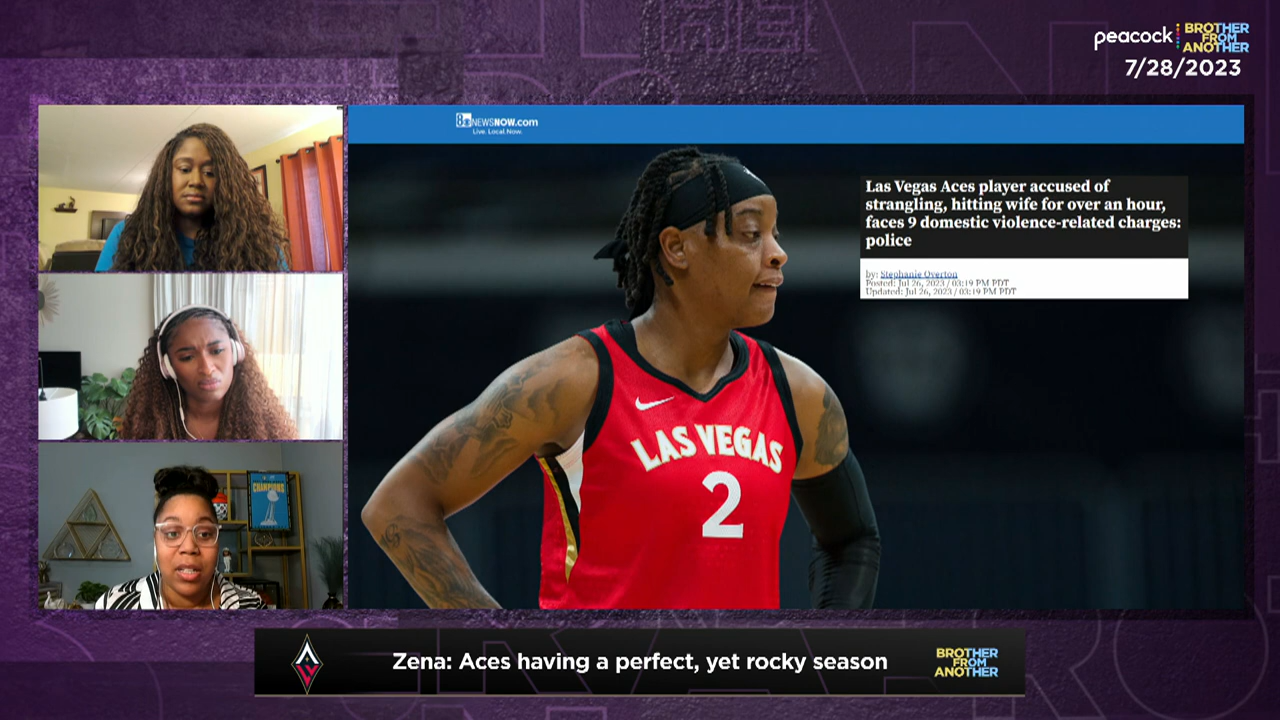 peacock
BROTHER
FROM
ANOTHER
7/28/2023
8 NEWSNOW.com
Live. Local. Now.
Las Vegas Aces player accused of
strangling, hitting wife for over an hour,
faces 9 domestic violence-related charges:
police
by: Stephanie Overton
Posted: Jul 26, 2023 / 03:19 PM PDT
Updated: Jul 26, 2023 / 03:19 PM PDT
LAS VEGAS
2
CHAMPIONS
Zena: Aces having a perfect, yet rocky season
BROTHER
FROM
ANOTHER